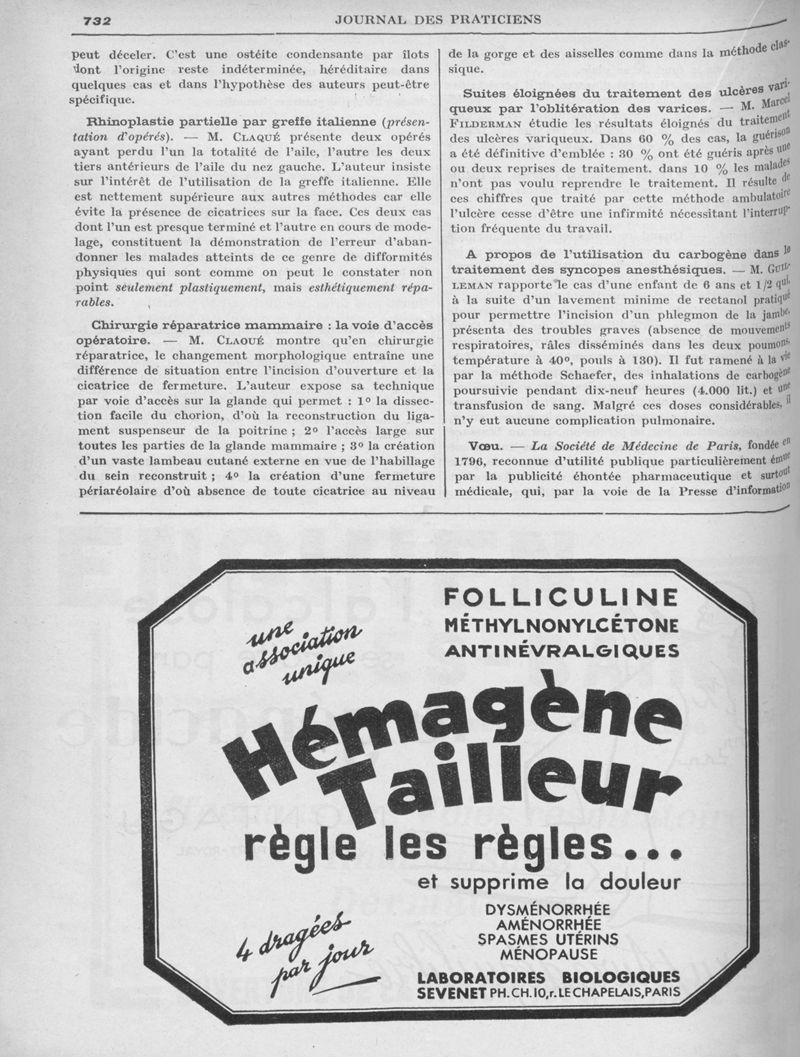 732
JOURNAL DES PRATICIENS
peut déceler. C'est une ostéite condensante par îlots
dont l'origine reste indéterminée, héréditaire dans
quelques cas et dans l'hypothèse des auteurs peut-être
spécifique.
Rhinoplastie partielle par greffe italienne (présen-
tation d'opérés). — M. CLAQUÉ présente deux opérés
ayant perdu l'un la totalité de l'aile, l'autre les deux
tiers antérieurs de l'aile du nez gauche. L'auteur insiste
sur l'intérêt de l'utilisation de la greffe italienne. Elle
est nettement supérieure aux autres méthodes car elle
évite la présence de cicatrices sur la face. Ces deux cas
dont l'un est presque terminé et l'autre en cours de mode-
lage, constituent la démonstration de l'erreur d'aban-
donner les malades atteints de ce genre de difformités
physiques qui sont comme on peut le constater non
point seulement plastiquement, mais esthétiquement répa-
rables.
Chirurgie réparatrice mammaire : la voie d'accès
opératoire. — M. CLAOUÉ montre qu'en chirurgie
réparatrice, le changement morphologique entraîne une
différence de situation entre l'incision d'ouverture et la
cicatrice de fermeture. L'auteur expose sa technique
par voie d'accès sur la glande qui permet : 1° la dissec-
tion facile du chorion, d'où la reconstruction du liga-
ment suspenseur de la poitrine ; 2° l'accès large sur
toutes les parties de la glande mammaire ; 3° la création
d'un vaste lambeau cutané externe en vue de l'habillage
du sein reconstruit ; 4° la création d'une fermeture
périaréolaire d'où absence de toute cicatrice au niveau
de la gorge et des aisselles comme dans la méthode clas-
sique.
Suites éloignées du traitement des ulcères vari-
queux par l'oblitération des varices. — M. Marcel
FILDERMAN étudie les résultats éloignés du traitement
des ulcères variqueux. Dans 60 % des cas, la guérison
a été définitive d'emblée : 30 % ont été guéris après une
ou deux reprises de traitement. dans 10 % les malades
n'ont pas voulu reprendre le traitement. Il résulte de
ces chiffres que traité par cette méthode ambulatoire
l'ulcère cesse d'être une infirmité nécessitant l'interrup-
tion fréquente du travail.
A propos de l'utilisation du carbogène dans le
traitement des syncopes anesthésiques. — M. GUIL-
LEMAN rapporte le cas d'une enfant de 6 ans et 1/2 qui,
à la suite d'un lavement minime de rectanol pratiqué
pour permettre l'incision d'un phlegmon de la jambe,
présenta des troubles graves (absence de mouvements
respiratoires, râles disséminés dans les deux poumons,
température à 40°, pouls à 130). Il fut ramené à la vie
par la méthode Schaefer, des inhalations de carbogène
poursuivie pendant dix-neuf heures (4.000 lit.) et une
transfusion de sang. Malgré ces doses considérables, il
n'y eut aucune complication pulmonaire.
Vœu. — La Société de Médecine de Paris, fondée en
1796, reconnue d'utilité publique particulièrement émue
par la publicité éhontée pharmaceutique et surtout
médicale, qui, par la voie de la Presse d'information
une
association
unique
FOLLICULINE
MÉTHYLNONYLCÉTONE
ANTINÉVRALGIQUES
Hémagène
Tailleur
règle les règles...
et supprime la douleur
4 dragées
par jour
DYSMÉNORRHÉE
AMÉNORRHÉE
SPASMES UTÉRINS
MÉNOPAUSE
LABORATOIRES BIOLOGIQUES
SEVENET PH. CH. 10, r. LE CHAPELAIS, PARIS